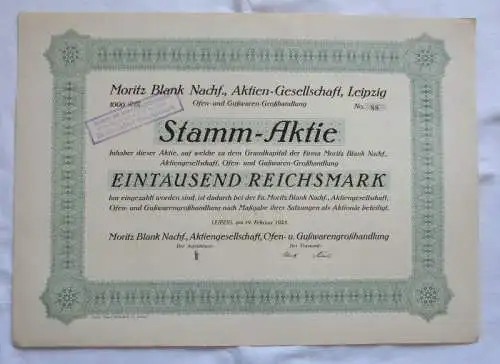 Moritz Blank Nachf., Aktien-Gesellschaft, Leipzig
1000 Ofen- und Gußwaren-Großhandlung No. 88
Stamm-Aktie
Inhaber dieser Aktie, auf welche zu dem Grundkapital der Firma Moritz Blank Nachf.,
Aktiengesellschaft, Ofen- und Gußwaren-Großhandlung
EINTAUSEND REICHSMARK
bar eingezahlt worden sind, ist dadurch bei der Fa. Moritz Blank Nachf., Aktiengesellschaft,
Ofen- und Gußwarengroßhandlung nach Maßgabe ihrer Satzungen als Aktionär beteiligt.
LEIPZIG, am 19. Februar
Moritz Blank Nachf., Aktiengesellschaft, Ofen- u. Gußwarengroßhandlung
Der Aufsichtsrat: Der Vorstand: